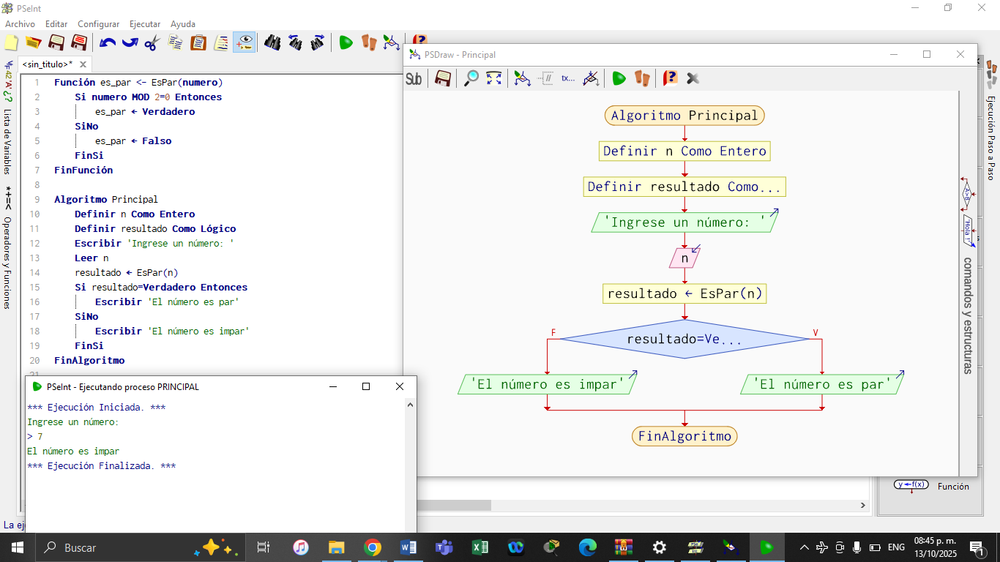 PSeInt
Archivo Editar Configurar Ejecutar Ayuda
<sin_titulo>* X
Lista de Variables
*+=< Operadores y Funciones
1 Función es_par <- EsPar(numero)
2 Si numero MOD 2=0 Entonces
3 es_par ← Verdadero
4 SiNo
5 es_par ← Falso
6 FinSi
7 FinFunción
8
9 Algoritmo Principal
10 Definir n Como Entero
11 Definir resultado Como Lógico
12 Escribir 'Ingrese un número: '
13 Leer n
14 resultado ← EsPar(n)
15 Si resultado=Verdadero Entonces
16 Escribir 'El número es par'
17 SiNo
18 Escribir 'El número es impar'
19 FinSi
20 FinAlgoritmo
21
PSDraw - Principal
Sub
tx...
Algoritmo Principal
Definir n Como Entero
Definir resultado Como...
'Ingrese un número: '
n
resultado ← EsPar(n)
resultado=Ve...
F
V
'El número es impar'
'El número es par'
FinAlgoritmo
A>B
'Hola !'
comandos y estructuras
Ejecución Paso a Paso
y←f(x) Función
PSeInt - Ejecutando proceso PRINCIPAL
*** Ejecución Iniciada. ***
Ingrese un número:
> 7
El número es impar
*** Ejecución Finalizada. ***
La eje
Buscar
ENG
08:45 p. m.
13/10/2025
1